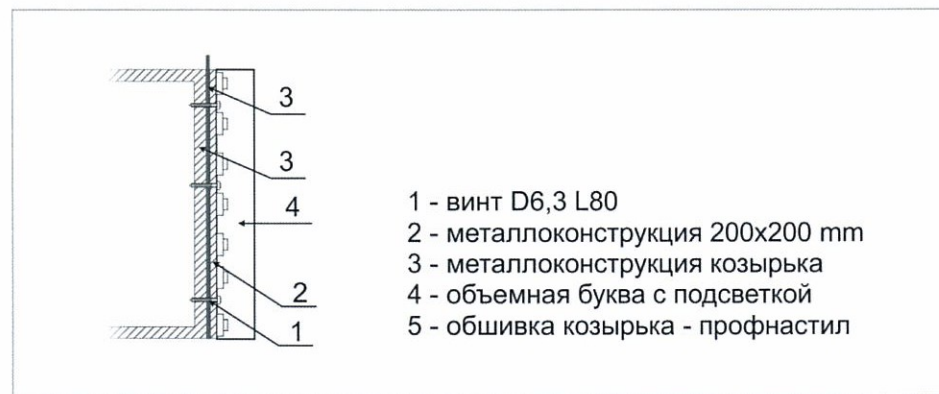 3
3
4
2
1
1 - винт D6,3 L80
2 - металлоконструкция 200x200 mm
3 - металлоконструкция козырька
4 - объемная буква с подсветкой
5 - обшивка козырька - профнастил